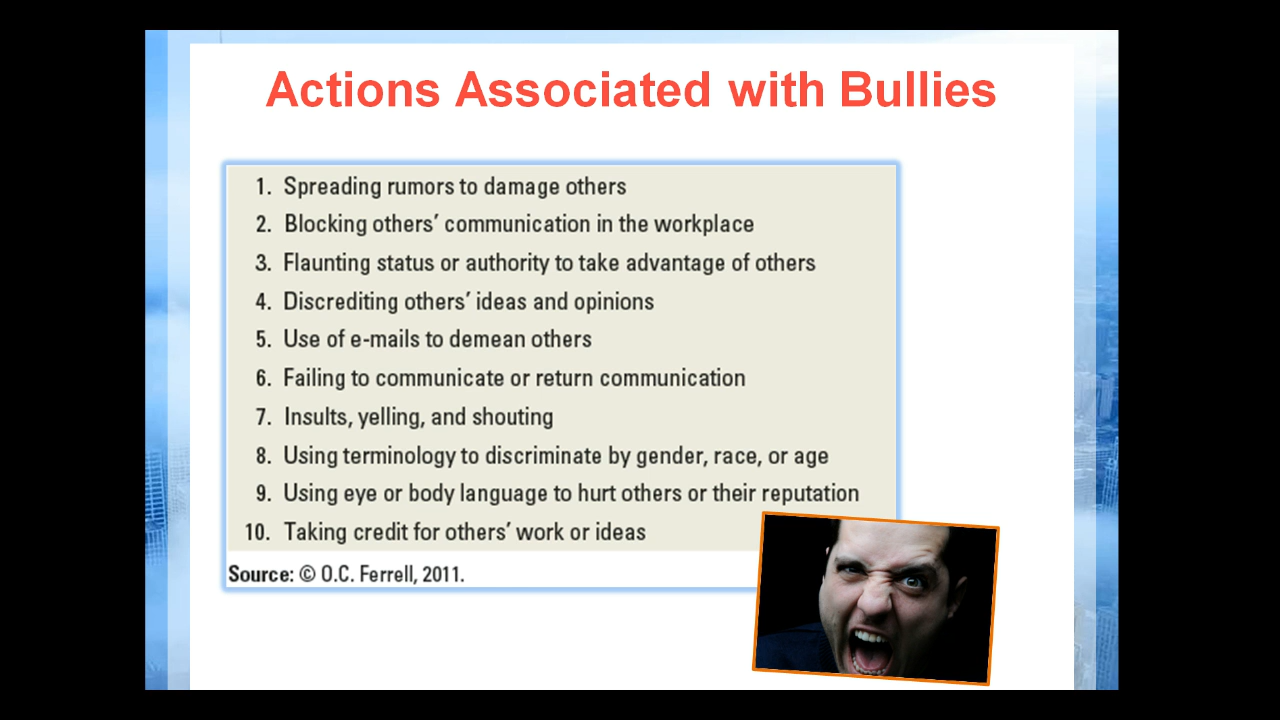 Actions Associated with Bullies
1. Spreading rumors to damage others
2. Blocking others’ communication in the workplace
3. Flaunting status or authority to take advantage of others
4. Discrediting others’ ideas and opinions
5. Use of e-mails to demean others
6. Failing to communicate or return communication
7. Insults, yelling, and shouting
8. Using terminology to discriminate by gender, race, or age
9. Using eye or body language to hurt others or their reputation
10. Taking credit for others’ work or ideas
Source: © O.C. Ferrell, 2011.